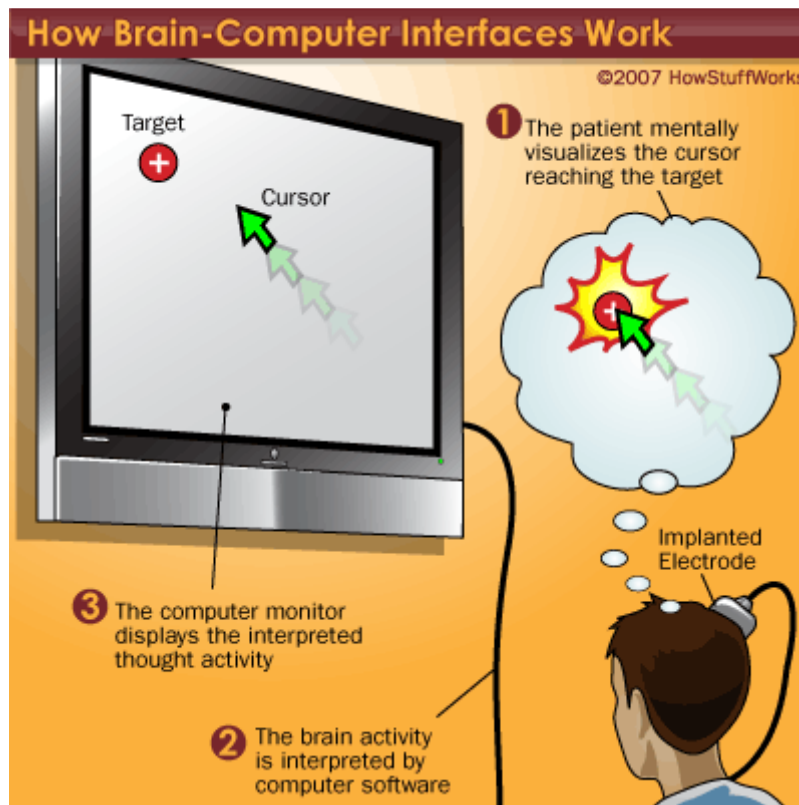 How Brain-Computer Interfaces Work
©2007 HowStuffWorks
Target
Cursor
1 The patient mentally
visualizes the cursor
reaching the target
Implanted
Electrode
3 The computer monitor
displays the interpreted
thought activity
2 The brain activity
is interpreted by
computer software